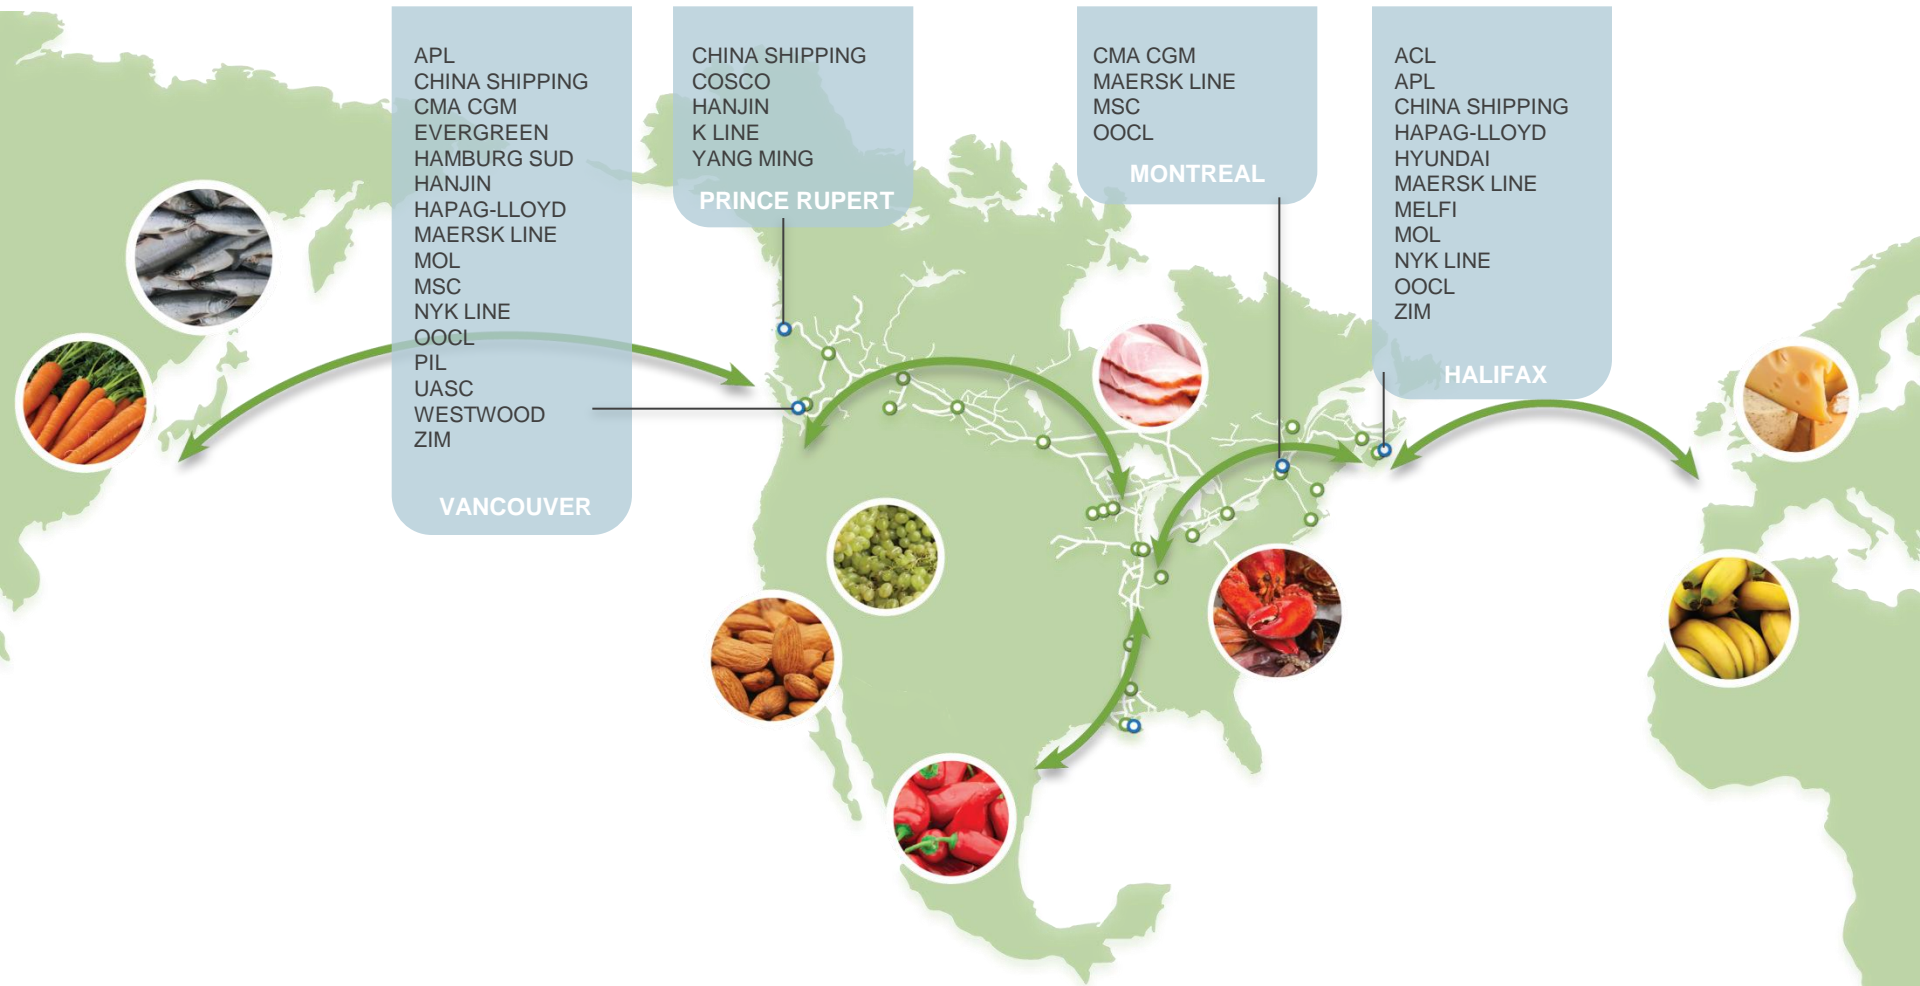 APL
CHINA SHIPPING
CMA CGM
EVERGREEN
HAMBURG SUD
HANJIN
HAPAG-LLOYD
MAERSK LINE
MOL
MSC
NYK LINE
OOCL
PIL
UASC
WESTWOOD
ZIM
VANCOUVER
CHINA SHIPPING
COSCO
HANJIN
K LINE
YANG MING
PRINCE RUPERT
CMA CGM
MAERSK LINE
MSC
OOCL
MONTREAL
ACL
APL
CHINA SHIPPING
HAPAG-LLOYD
HYUNDAI
MAERSK LINE
MELFI
MOL
NYK LINE
OOCL
ZIM
HALIFAX